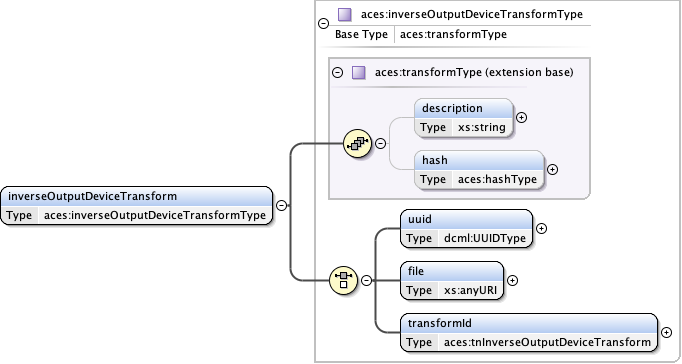 aces:inverseOutputDeviceTransformType
Base Type aces:transformType
aces:transformType (extension base)
description
Type xs:string
hash
Type aces:hashType
inverseOutputDeviceTransform
Type aces:inverseOutputDeviceTransformType
uuid
Type dcml:UUIDType
file
Type xs:anyURI
transformId
Type aces:tnInverseOutputDeviceTransform